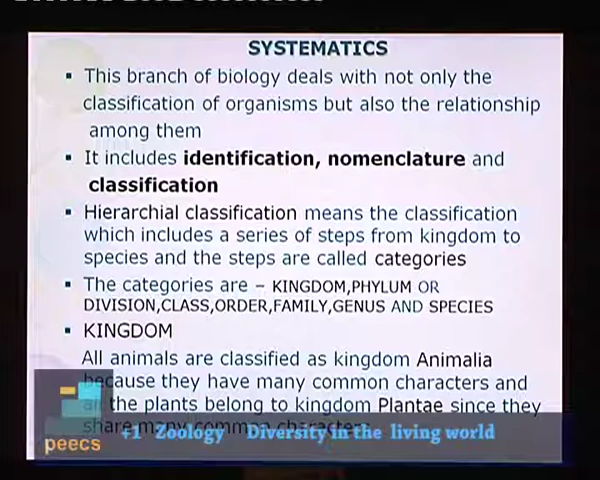 SYSTEMATICS
▪ This branch of biology deals with not only the
classification of organisms but also the relationship
among them
▪ It includes identification, nomenclature and
classification
▪ Hierarchial classification means the classification
which includes a series of steps from kingdom to
species and the steps are called categories
▪ The categories are – KINGDOM,PHYLUM OR
DIVISION,CLASS,ORDER,FAMILY,GENUS AND SPECIES
▪ KINGDOM
All animals are classified as kingdom Animalia
because they have many common characters and
all the plants belong to kingdom Plantae since they
share many common characters
+1 Zoology Diversity in the living world
peecs